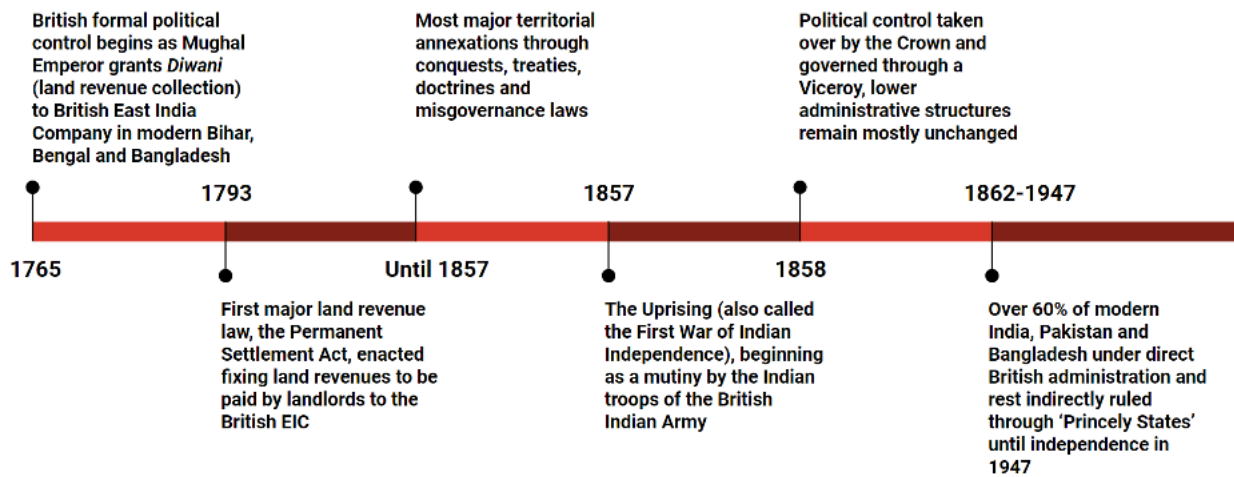 British formal political
control begins as Mughal
Emperor grants Diwani
(land revenue collection)
to British East India
Company in modern Bihar,
Bengal and Bangladesh
1765
1793
First major land revenue
law, the Permanent
Settlement Act, enacted
fixing land revenues to be
paid by landlords to the
British EIC
Most major territorial
annexations through
conquests, treaties,
doctrines and
misgovernance laws
Until 1857
1857
The Uprising (also called
the First War of Indian
Independence), beginning
as a mutiny by the Indian
troops of the British
Indian Army
Political control taken
over by the Crown and
governed through a
Viceroy, lower
administrative structures
remain mostly unchanged
1858
1862-1947
Over 60% of modern
India, Pakistan and
Bangladesh under direct
British administration and
rest indirectly ruled
through ‘Princely States’
until independence in
1947